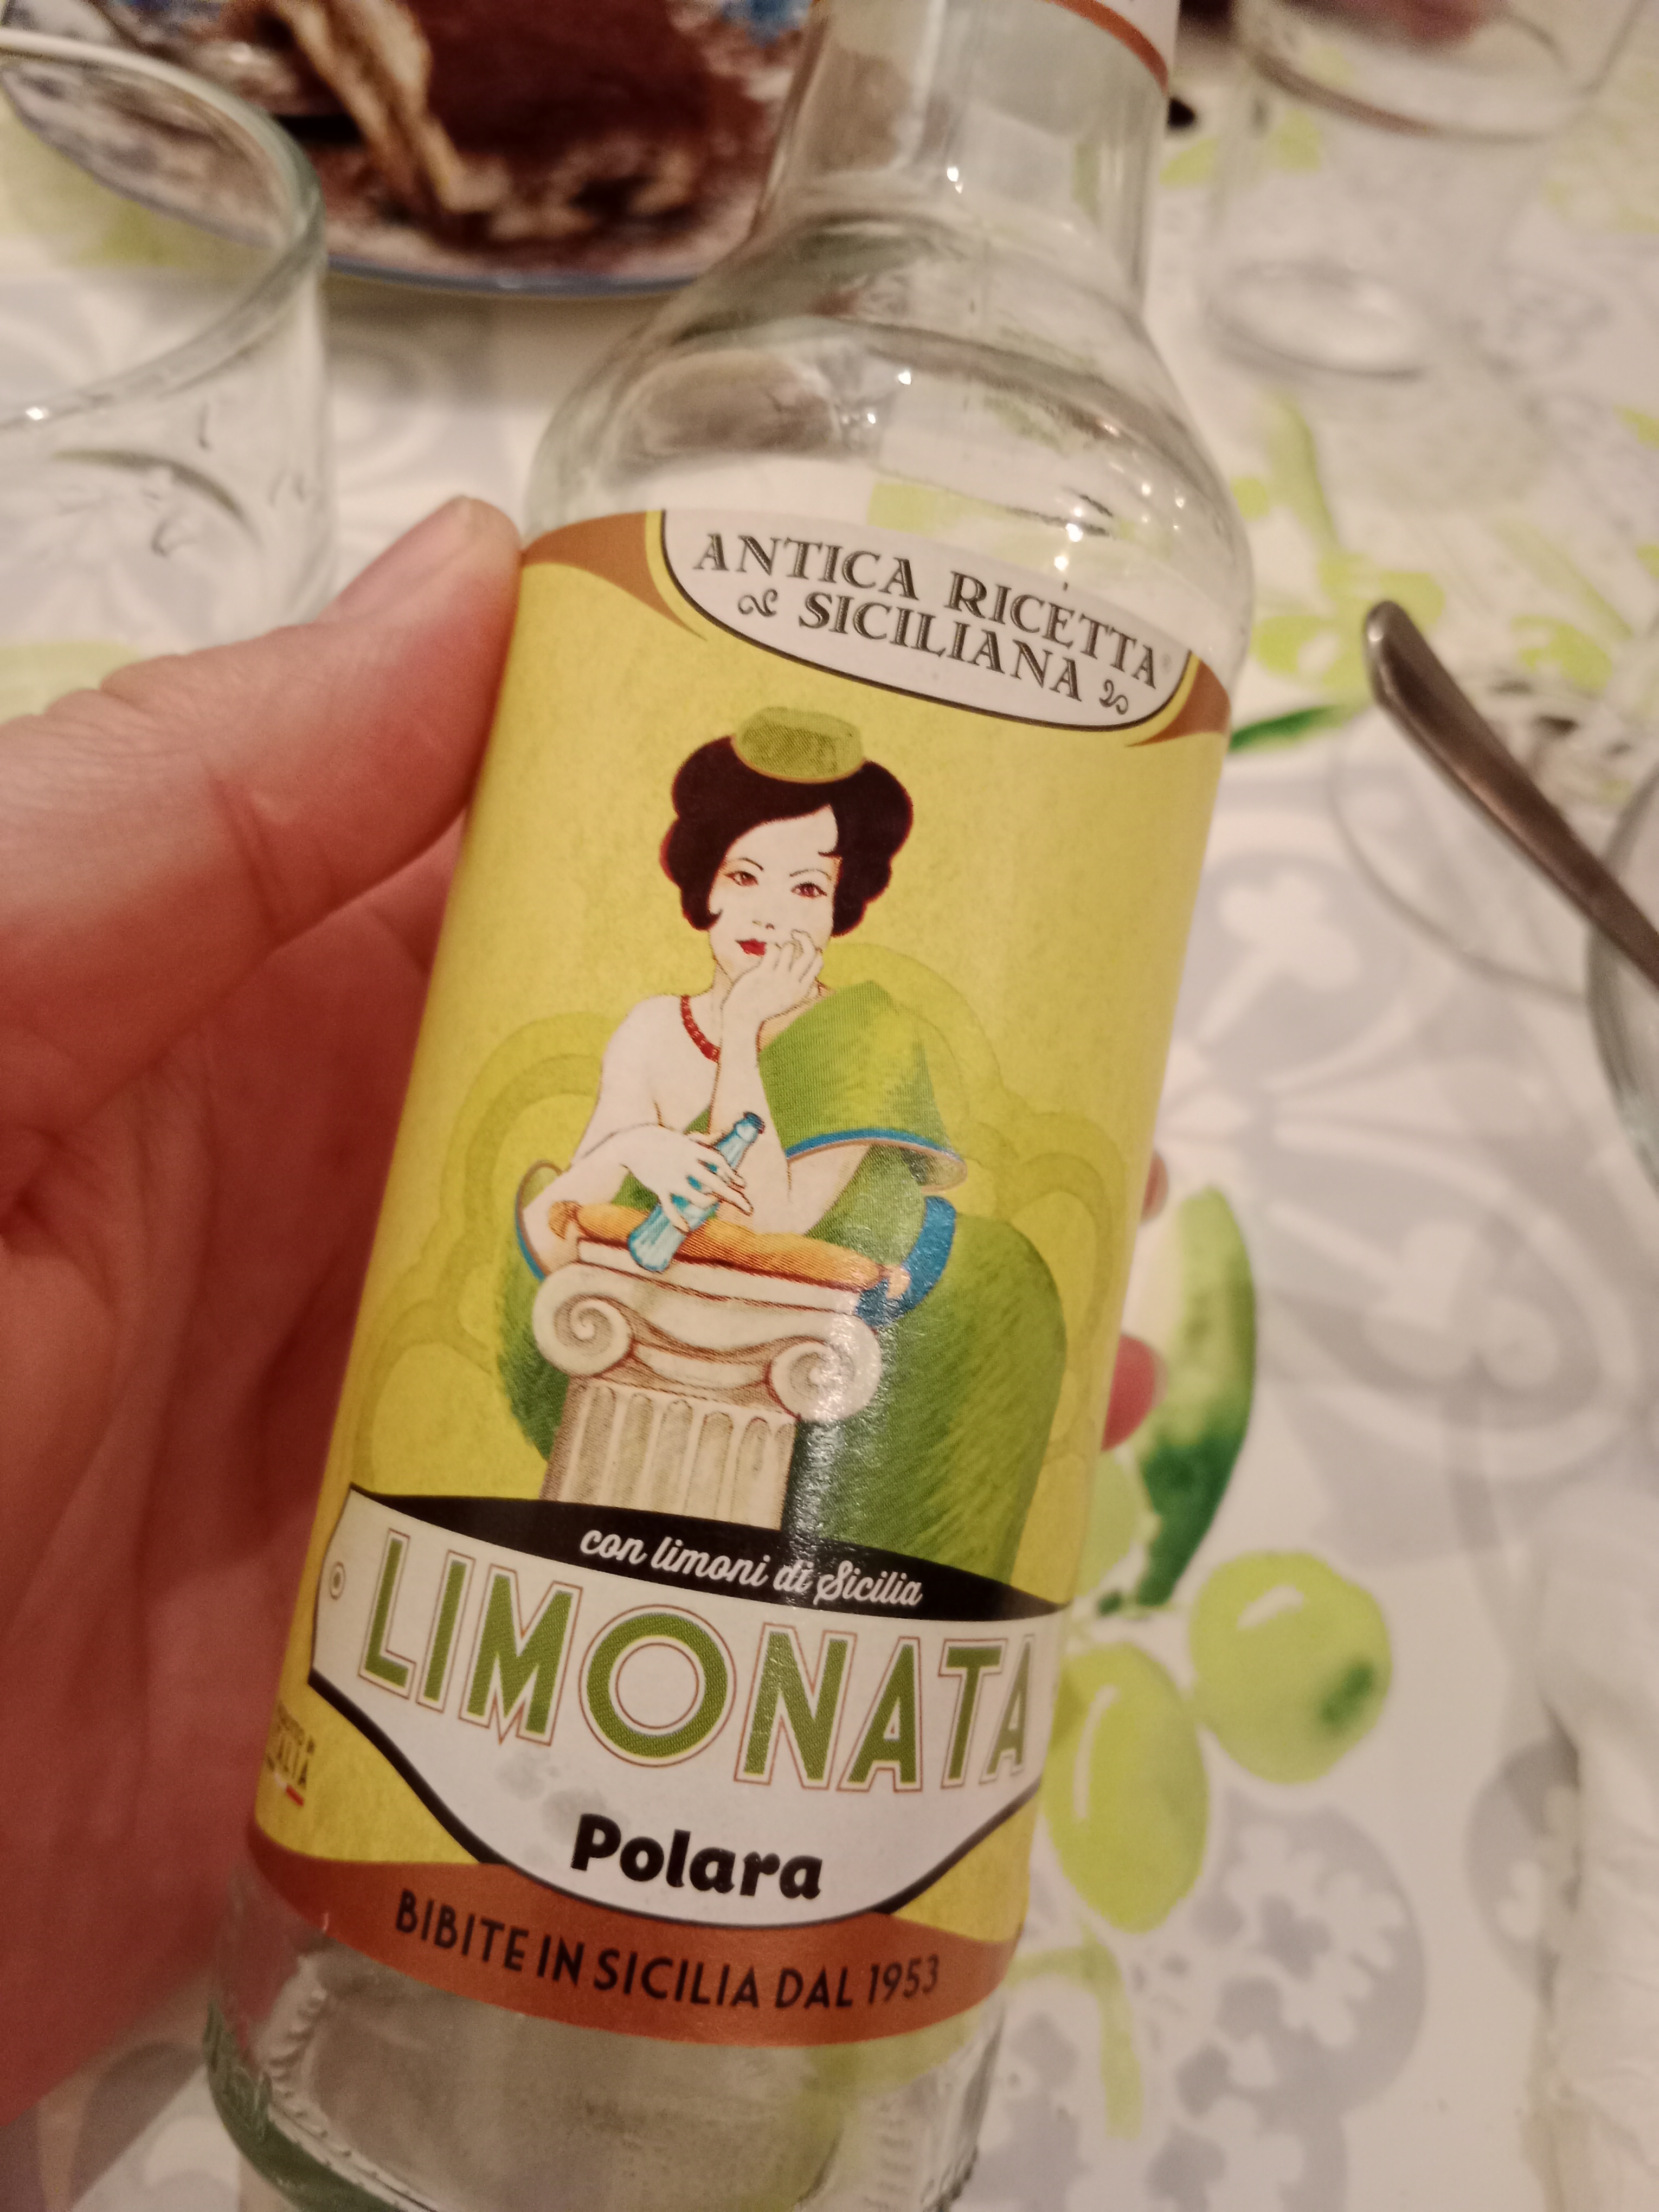 ANTICA RICETTA
SICILIANA
con limoni di Sicilia
LIMONATA
Polara
BIBITE IN SICILIA DAL 1953